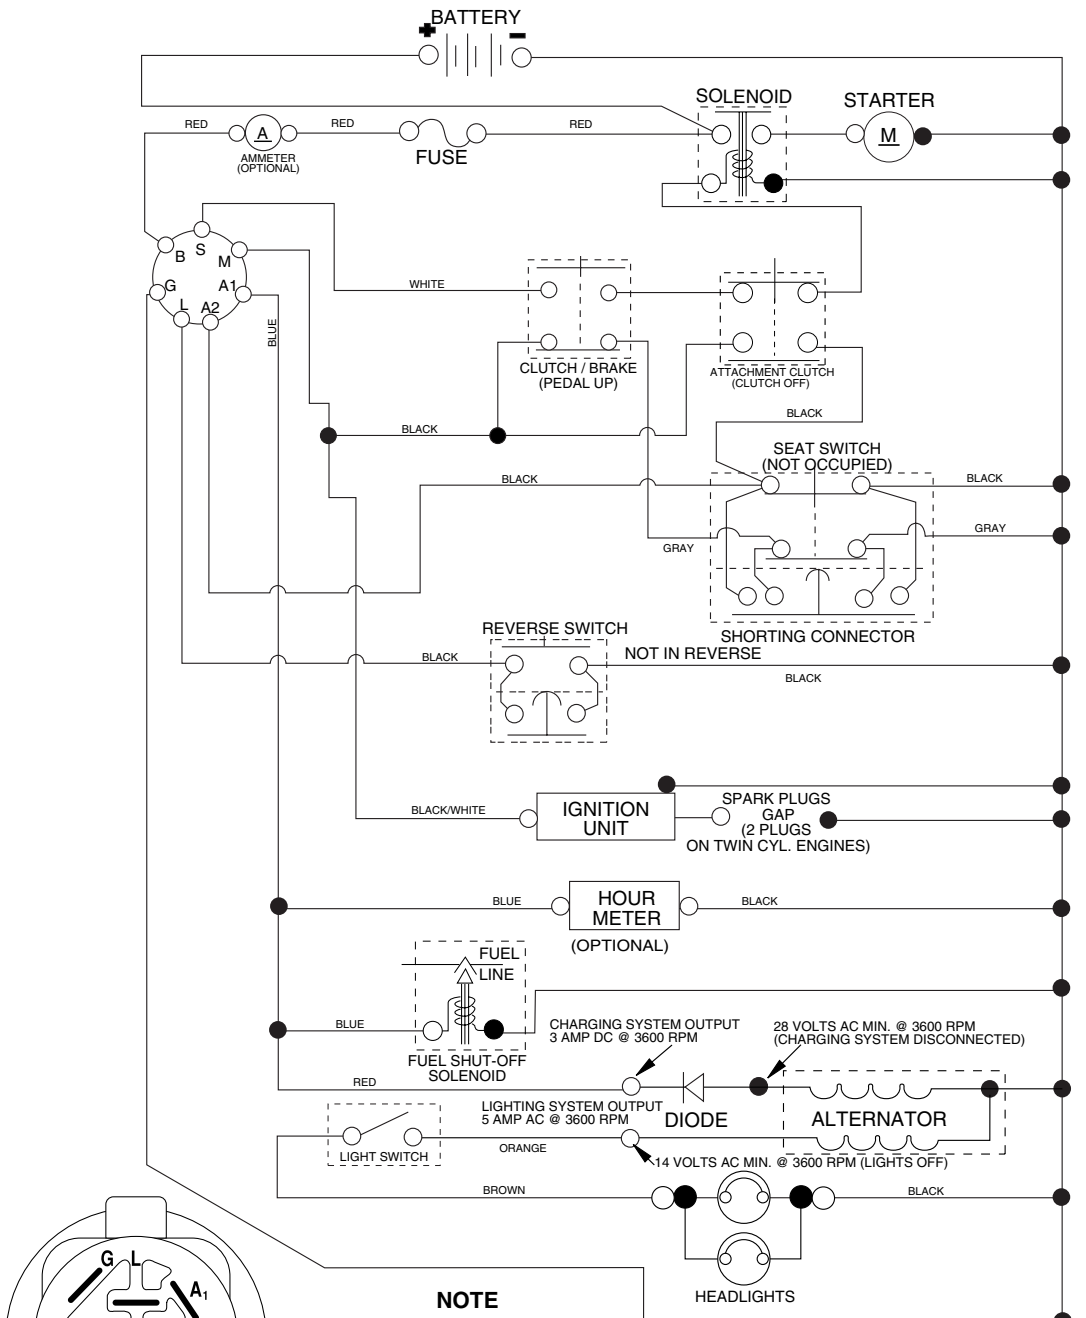 BATTERY
SOLENOID
STARTER
RED
A
RED
RED
M
AMMETER
(OPTIONAL)
FUSE
B
S
M
G
A1
L
A2
WHITE
BLUE
CLUTCH / BRAKE
(PEDAL UP)
ATTACHMENT CLUTCH
(CLUTCH OFF)
BLACK
BLACK
SEAT SWITCH
(NOT OCCUPIED)
BLACK
BLACK
GRAY
GRAY
SHORTING CONNECTOR
REVERSE SWITCH
NOT IN REVERSE
BLACK
BLACK
BLACK/WHITE
IGNITION
UNIT
SPARK PLUGS
GAP
(2 PLUGS
ON TWIN CYL. ENGINES)
BLUE
HOUR
METER
BLACK
(OPTIONAL)
FUEL
LINE
BLUE
FUEL SHUT-OFF
SOLENOID
CHARGING SYSTEM OUTPUT
3 AMP DC @ 3600 RPM
28 VOLTS AC MIN. @ 3600 RPM
(CHARGING SYSTEM DISCONNECTED)
RED
DIODE
ALTERNATOR
LIGHTING SYSTEM OUTPUT
5 AMP AC @ 3600 RPM
LIGHT SWITCH
ORANGE
14 VOLTS AC MIN. @ 3600 RPM (LIGHTS OFF)
BROWN
BLACK
HEADLIGHTS
G
L
A1
NOTE